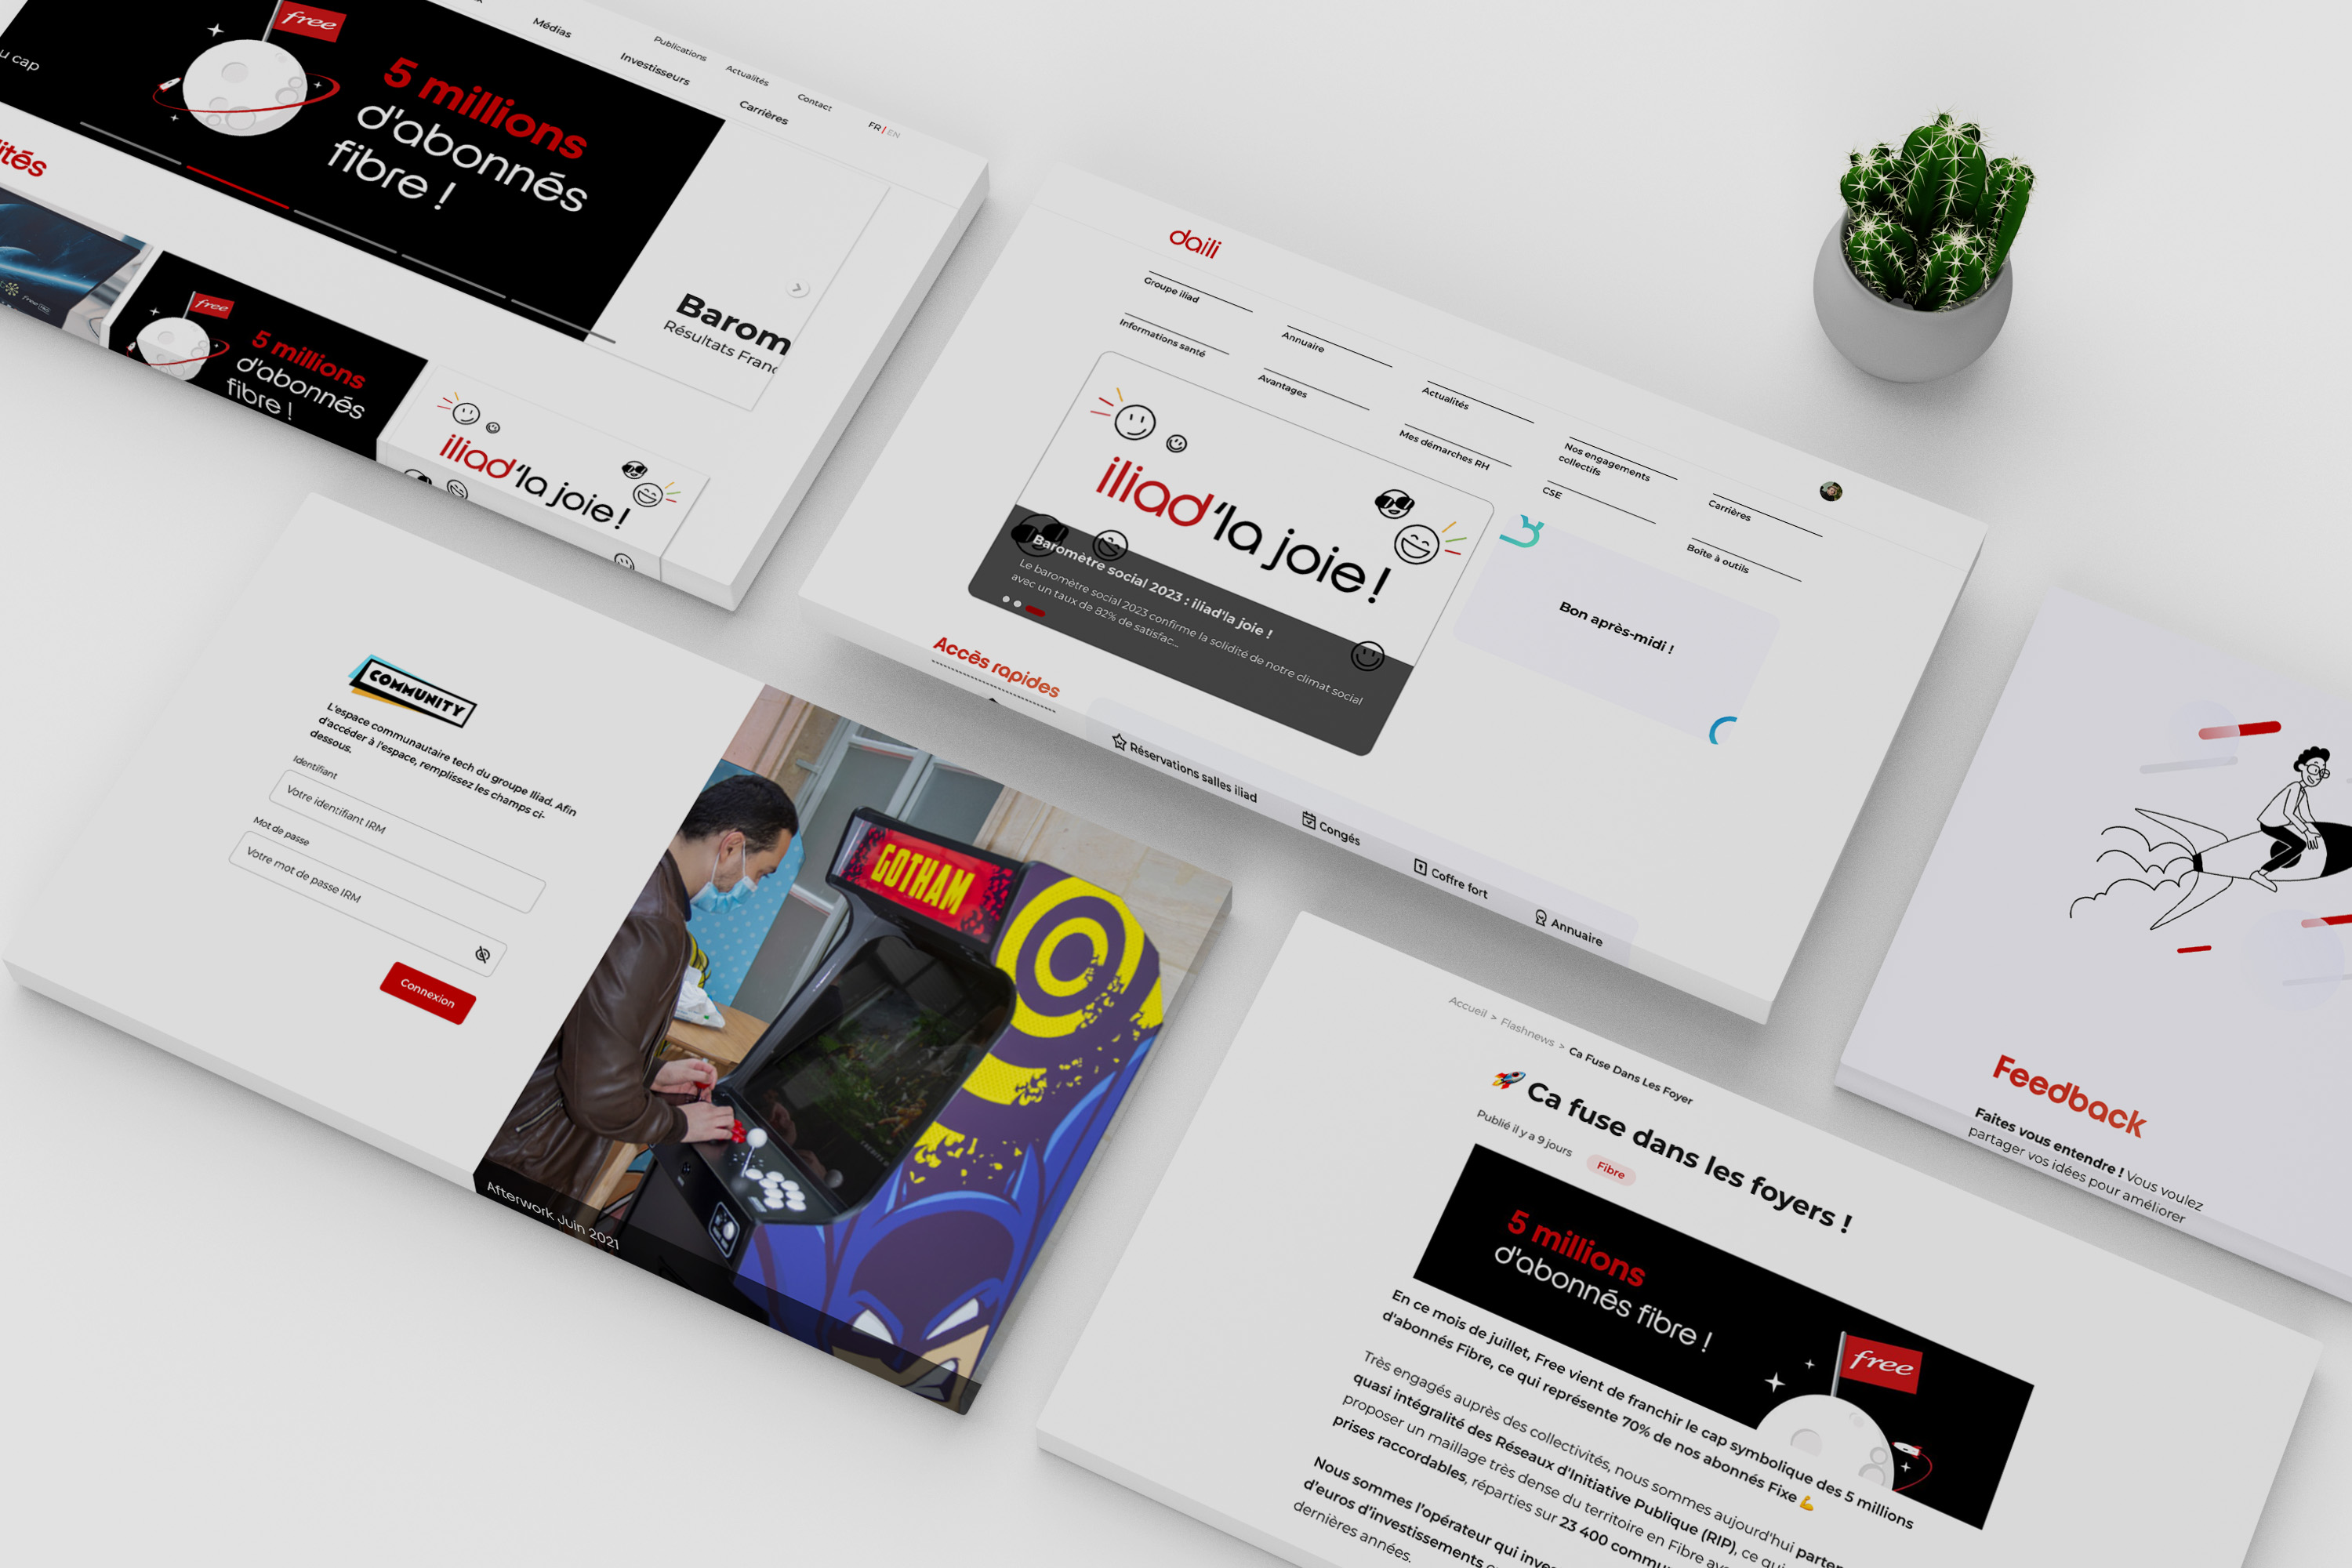 Médias
Publications
Investisseurs
Actualités
Carrières
Contact
FR | EN
u cap
free
5 millions
d'abonnés
fibre !
ités
Barom
Résultats Franc
free
5 millions
d'abonnés
fibre !
iliad'la joie !
daili
Groupe iliad
Annuaire
Actualités
Nos engagements
collectifs
Carrières
Informations santé
Avantages
Mes démarches RH
CSE
Boîte à outils
iliad'la joie !
Baromètre social 2023 : iliad'la joie !
Le baromètre social 2023 confirme la solidité de notre climat social
avec un taux de 82% de satisfac...
Bon après-midi !
Accès rapides
Réservations salles iliad
Congés
Coffre fort
Annuaire
COMMUNITY
L'espace communautaire tech du groupe Iliad. Afin
d'accéder à l'espace, remplissez les champs ci-
dessous.
Identifiant
Votre identifiant IRM
Mot de passe
Votre mot de passe IRM
Connexion
GOTHAM
Afterwork Juin 2021
Feedback
Faites vous entendre ! Vous voulez
partager vos idées pour améliorer
Accueil > Flashnews > Ca Fuse Dans Les Foyer
🚀 Ca fuse dans les foyers !
Publié il y a 9 jours
Fibre
5 millions
d'abonnés fibre !
free
En ce mois de juillet, Free vient de franchir le cap symbolique des 5 millions
d'abonnés Fibre, ce qui représente 70% de nos abonnés Fixe 💪
Très engagés auprès des collectivités, nous sommes aujourd'hui parten
quasi intégralité des Réseaux d'Initiative Publique (RIP), ce qui
proposer un maillage très dense du territoire en Fibre ave
prises raccordables, réparties sur 23 400 commu
Nous sommes l'opérateur qui inves
d'euros d'investissements
dernières années.